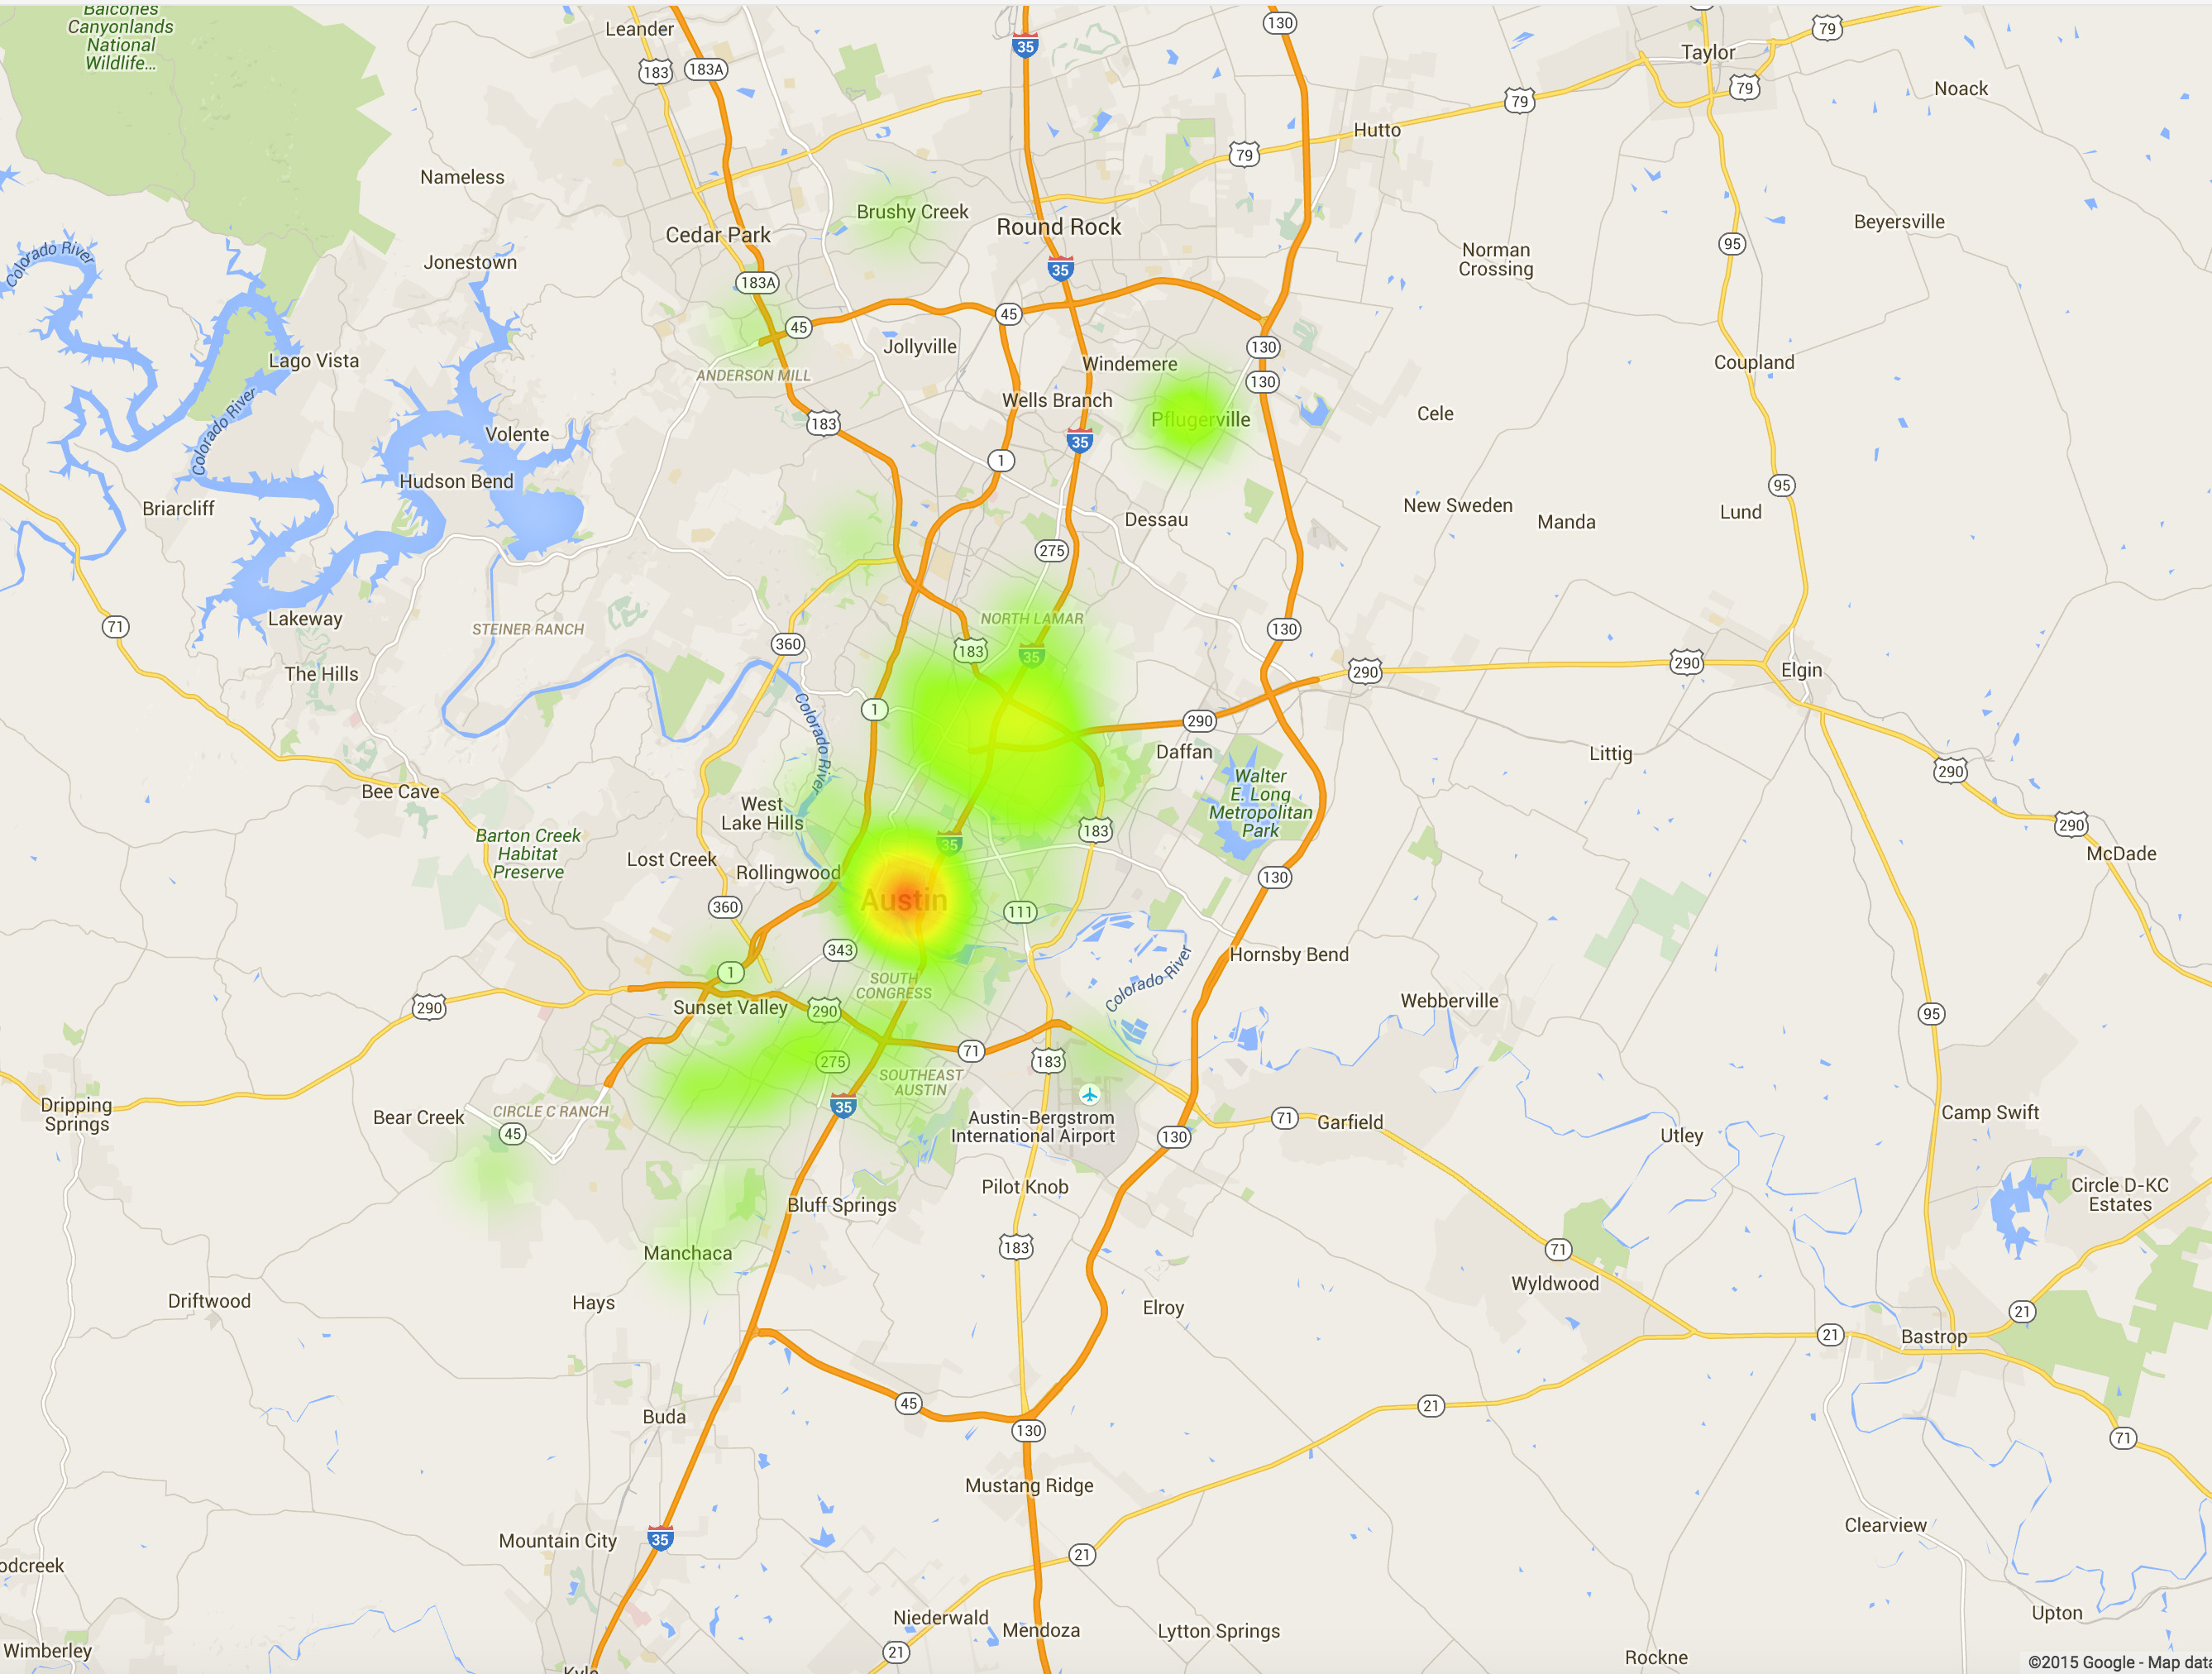 Balcones
Canyonlands
National
Wildlife...
Leander
183
183A
35
130
79
Taylor
79
79
Noack
79
Hutto
79
Nameless
Brushy Creek
Round Rock
Cedar Park
Beyersville
95
Norman
Crossing
Colorado River
Jonestown
35
183A
45
45
Jollyville
130
Windemere
Lago Vista
Coupland
ANDERSON MILL
130
Wells Branch
Pflugerville
Cele
Colorado River
183
Volente
35
1
Hudson Bend
95
Briarcliff
New Sweden
Manda
Lund
Dessau
275
Lakeway
NORTH LAMAR
71
STEINER RANCH
130
360
183
35
The Hills
290
290
Elgin
Colorado River
1
290
Daffan
Littig
290
Bee Cave
Walter
E. Long
Metropolitan
Park
West
Lake Hills
183
290
Barton Creek
Habitat
Preserve
35
McDade
Lost Creek
Rollingwood
130
Austin
360
111
343
Hornsby Bend
1
SOUTH
CONGRESS
Colorado River
Sunset Valley
290
290
Webberville
95
71
275
183
SOUTHEAST
AUSTIN
Dripping
Springs
Bear Creek
CIRCLE C RANCH
35
Austin-Bergstrom
International Airport
71
Garfield
Camp Swift
45
130
Utley
Pilot Knob
Bluff Springs
Circle D-KC
Estates
Manchaca
183
71
Wyldwood
Driftwood
Hays
Elroy
21
21
Bastrop
45
21
Buda
130
71
Mustang Ridge
Clearview
Mountain City
35
21
odcreek
Niederwald
Mendoza
Lytton Springs
Upton
Wimberley
21
Rockne
Kyle
©2015 Google - Map data